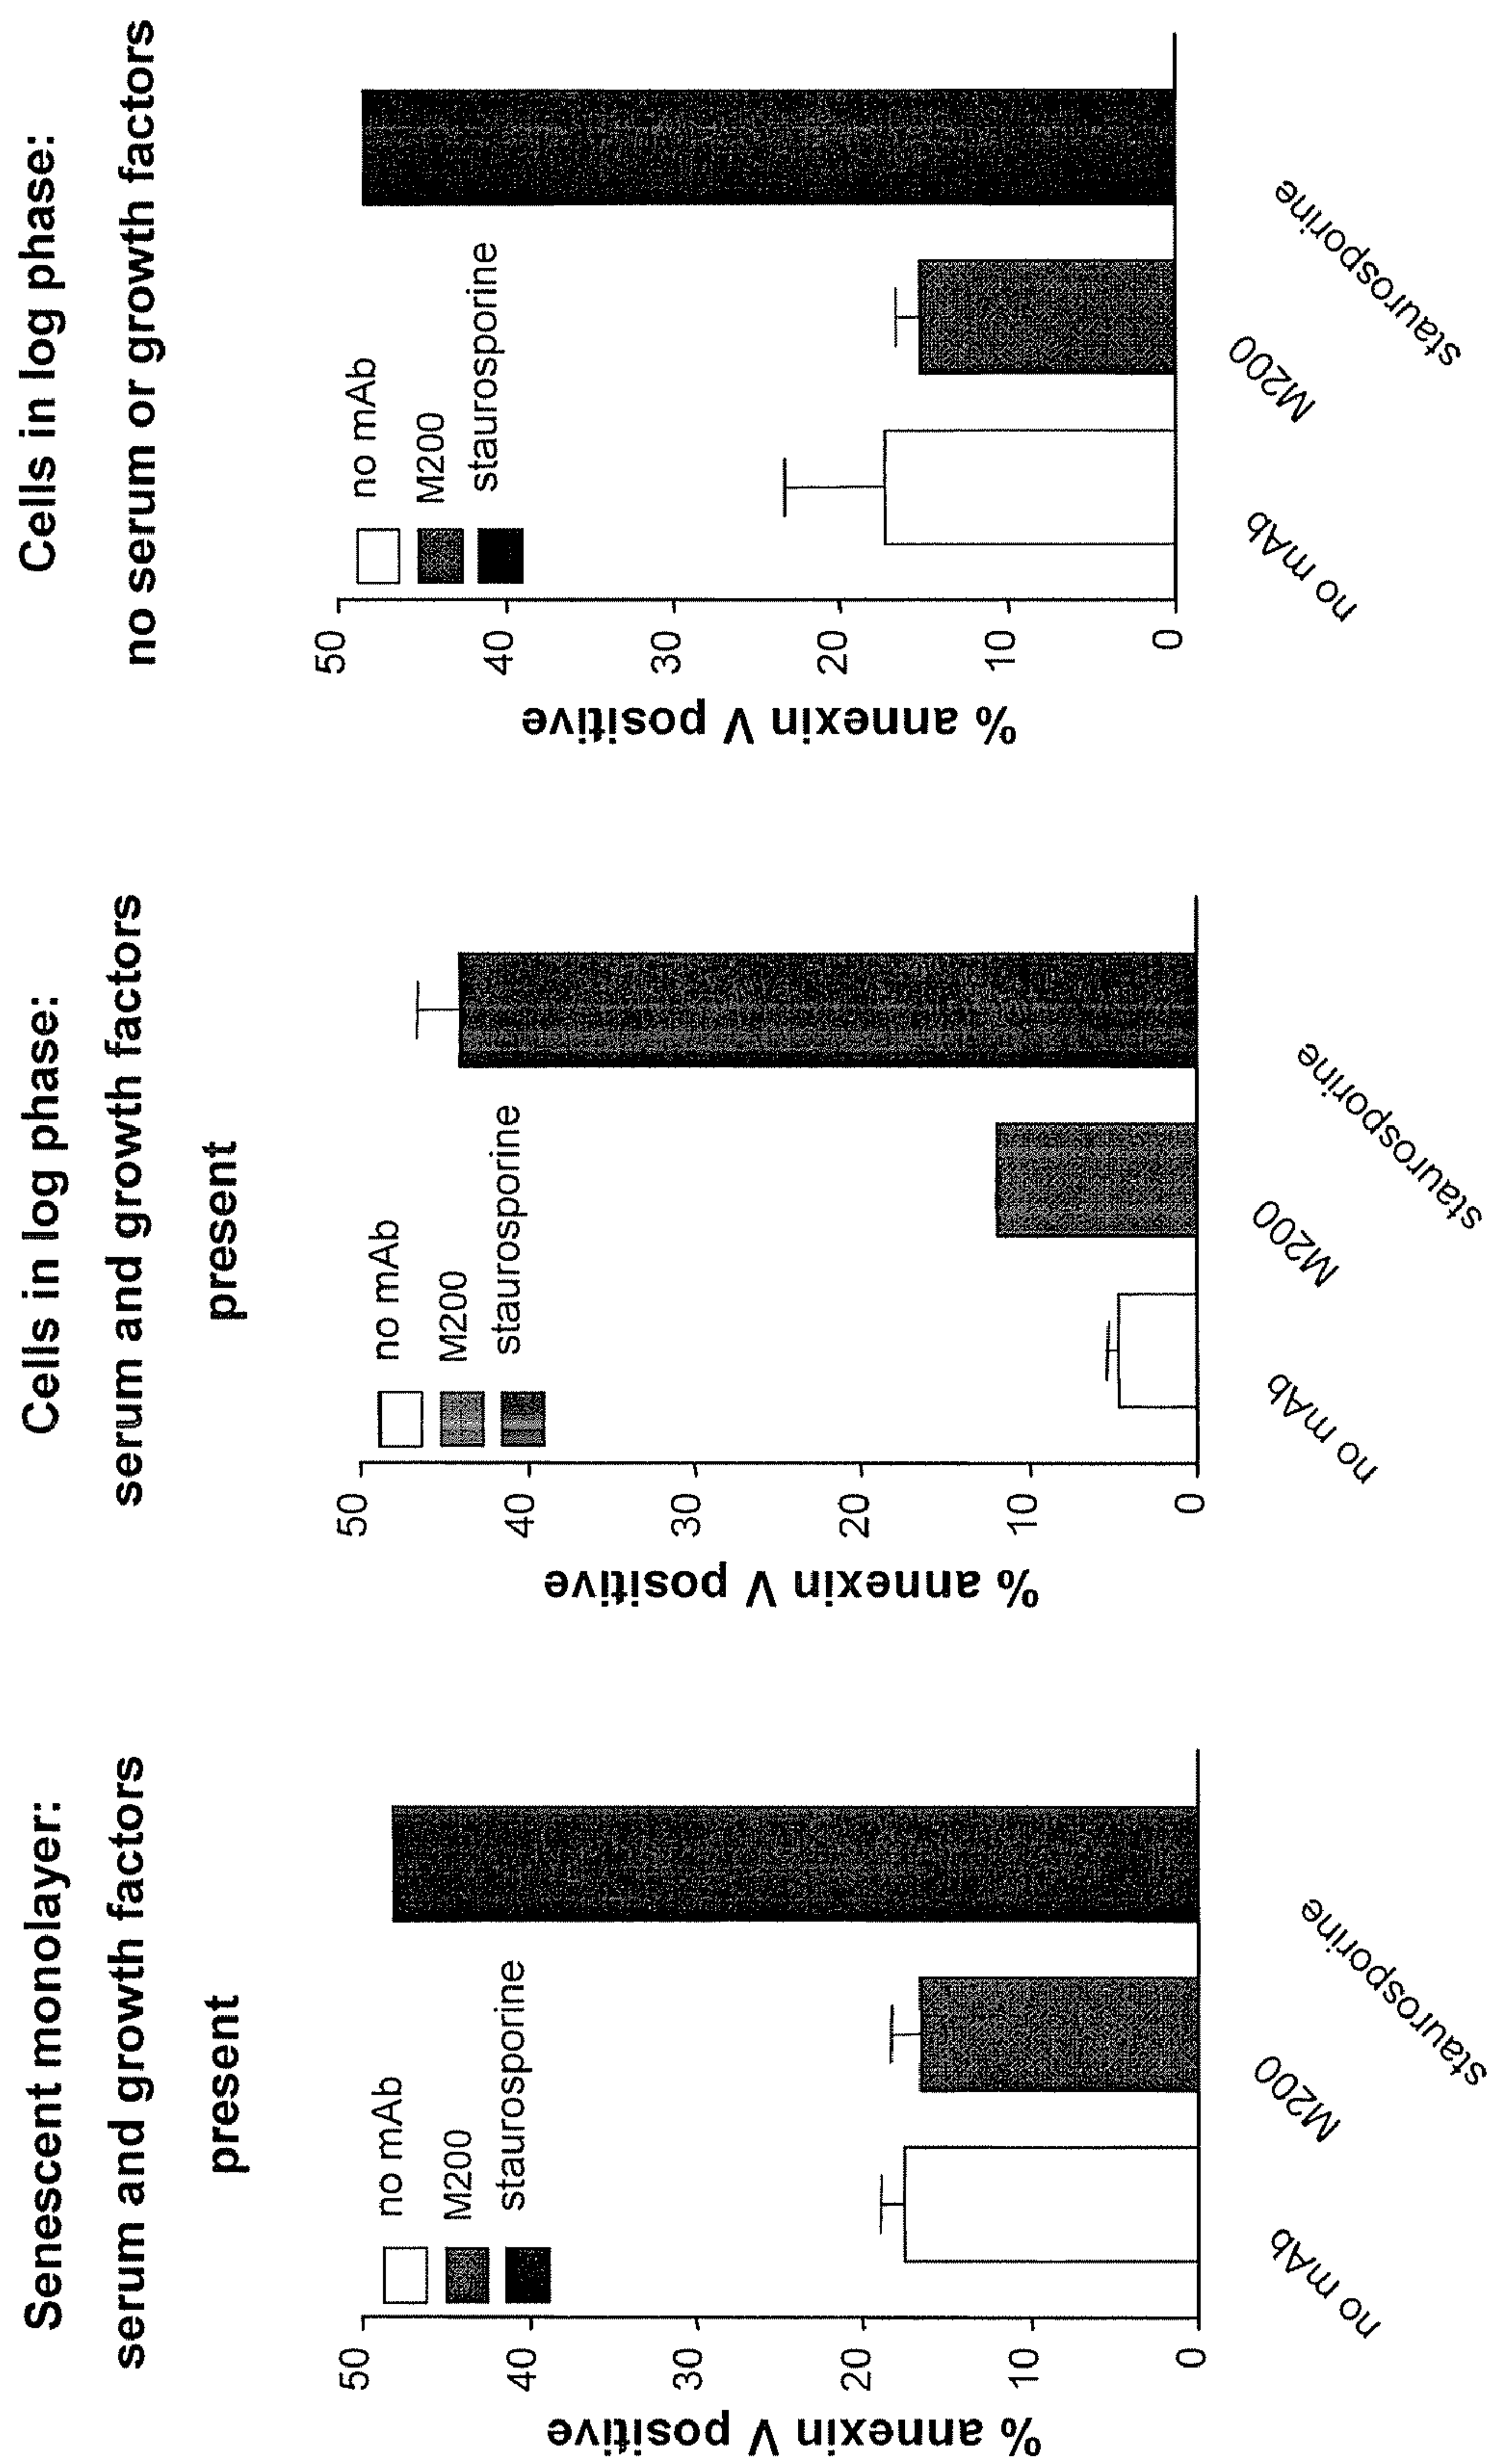 Senescent monolayer:
serum and growth factors
present
% annexin V positive
50
40
30
20
10
0
no mAb
M200
staurosporine
no mAb
M200
staurosporine
Cells in log phase:
serum and growth factors
present
% annexin V positive
50
40
30
20
10
0
no mAb
M200
staurosporine
no mAb
M200
staurosporine
Cells in log phase:
no serum or growth factors
% annexin V positive
50
40
30
20
10
0
no mAb
M200
staurosporine
no mAb
M200
staurosporine